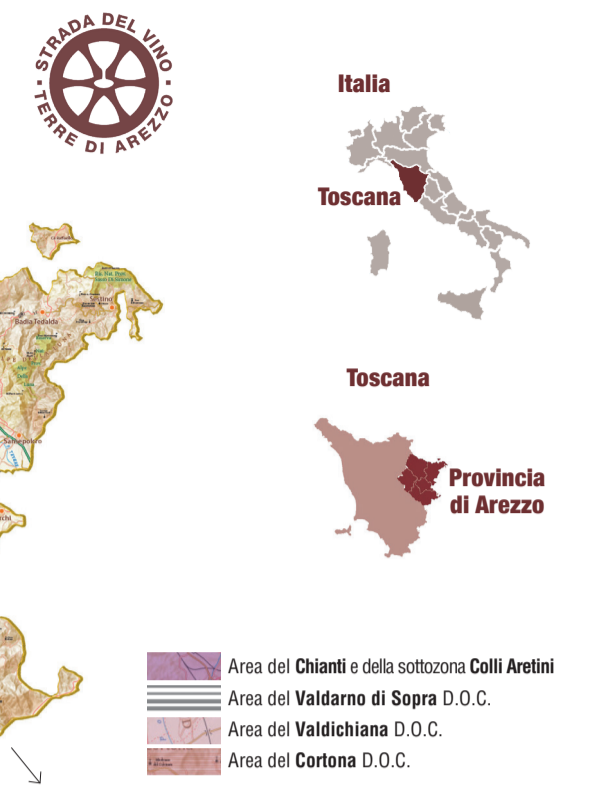 STRADA DEL VINO
TERRE DI AREZZO
Italia
Toscana
Sestino
Badia Tedalda
Toscana
Provincia
di Arezzo
Area del Chianti e della sottozona Colli Aretini
Area del Valdarno di Sopra D.O.C.
Area del Valdichiana D.O.C.
Area del Cortona D.O.C.